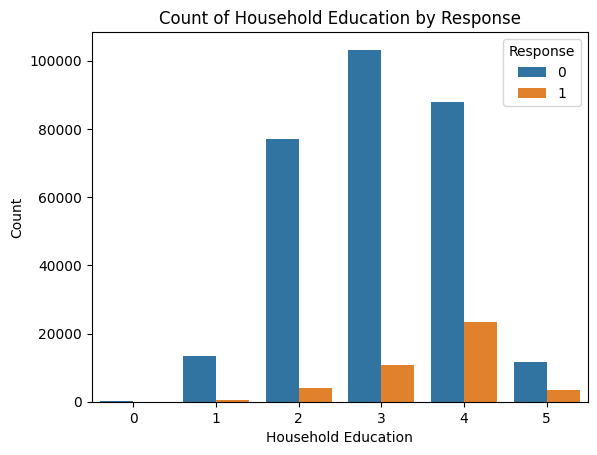 Count of Household Education by Response
Response
0
1
100000
80000
60000
40000
20000
0
Count
0 1 2 3 4 5
Household Education